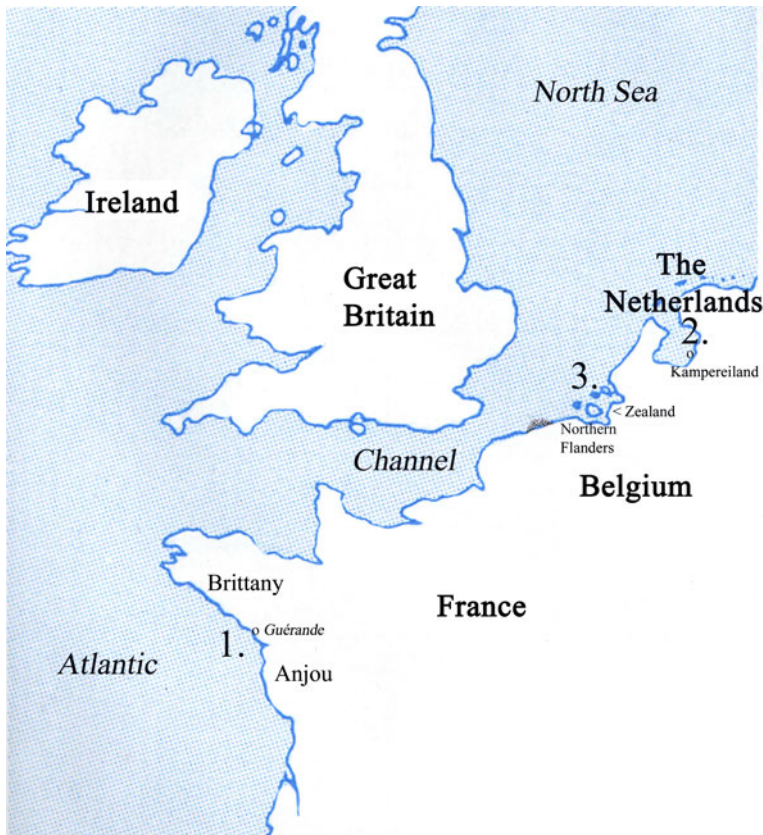 North Sea
Ireland
Great
Britain
The
Netherlands
2.
o
Kampereiland
3.
< Zealand
Northern
Flanders
Channel
Belgium
Brittany
France
o Guérande
1.
Atlantic
Anjou